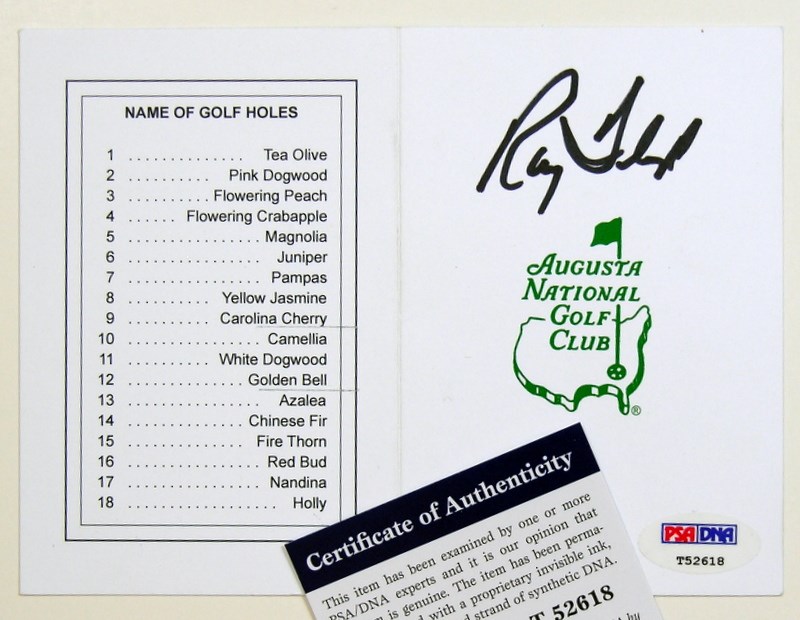 NAME OF GOLF HOLES
1 .............. Tea Olive
2 .......... Pink Dogwood
3 .......... Flowering Peach
4 ...... Flowering Crabapple
5 ................ Magnolia
6 ................. Juniper
7 ................ Pampas
8 .......... Yellow Jasmine
9 .......... Carolina Cherry
10 ................ Camellia
11 .......... White Dogwood
12 .............. Golden Bell
13 ................ Azalea
14 .............. Chinese Fir
15 .............. Fire Thorn
16 ................ Red Bud
17 ................ Nandina
18 .................. Holly
Ray Floyd
AUGUSTA
NATIONAL
GOLF
CLUB
®
Certificate of Authenticity
This item has been examined by one or more
PSA/DNA experts and it is our opinion that
is genuine. The item has been perma-
with a proprietary invisible ink,
strand of synthetic DNA.
T 52618
by
PSA DNA
T52618